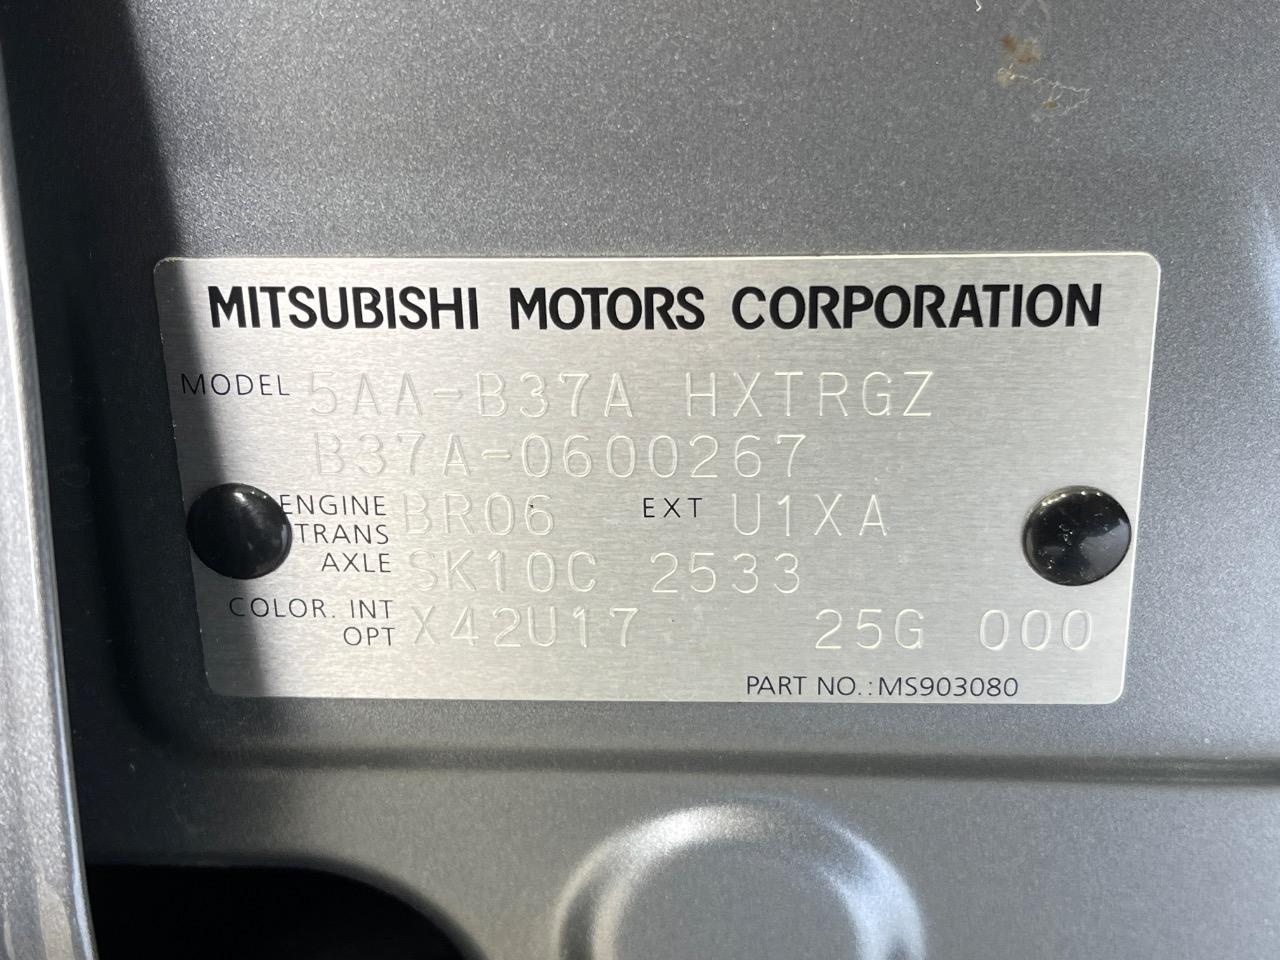 MITSUBISHI MOTORS CORPORATION
MODEL 5AA-B37A HXTRGZ
B37A-0600267
ENGINE BR06 EXT U1XA
TRANS
AXLE SK10C 2533
COLOR. INT
OPT X42U17 25G 000
PART NO.:MS903080